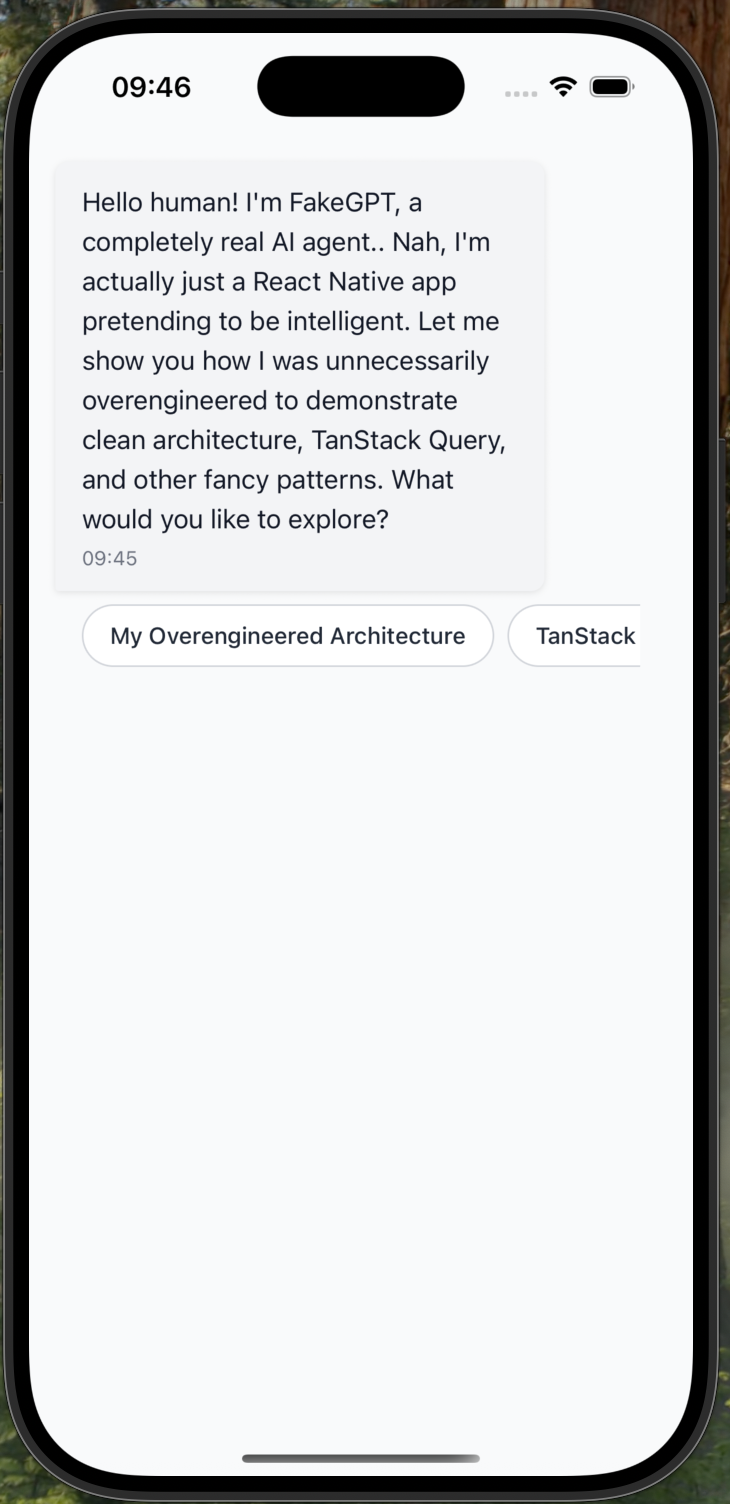 09:46
Hello human! I'm FakeGPT, a
completely real AI agent.. Nah, I'm
actually just a React Native app
pretending to be intelligent. Let me
show you how I was unnecessarily
overengineered to demonstrate
clean architecture, TanStack Query,
and other fancy patterns. What
would you like to explore?
09:45
My Overengineered Architecture
TanStack